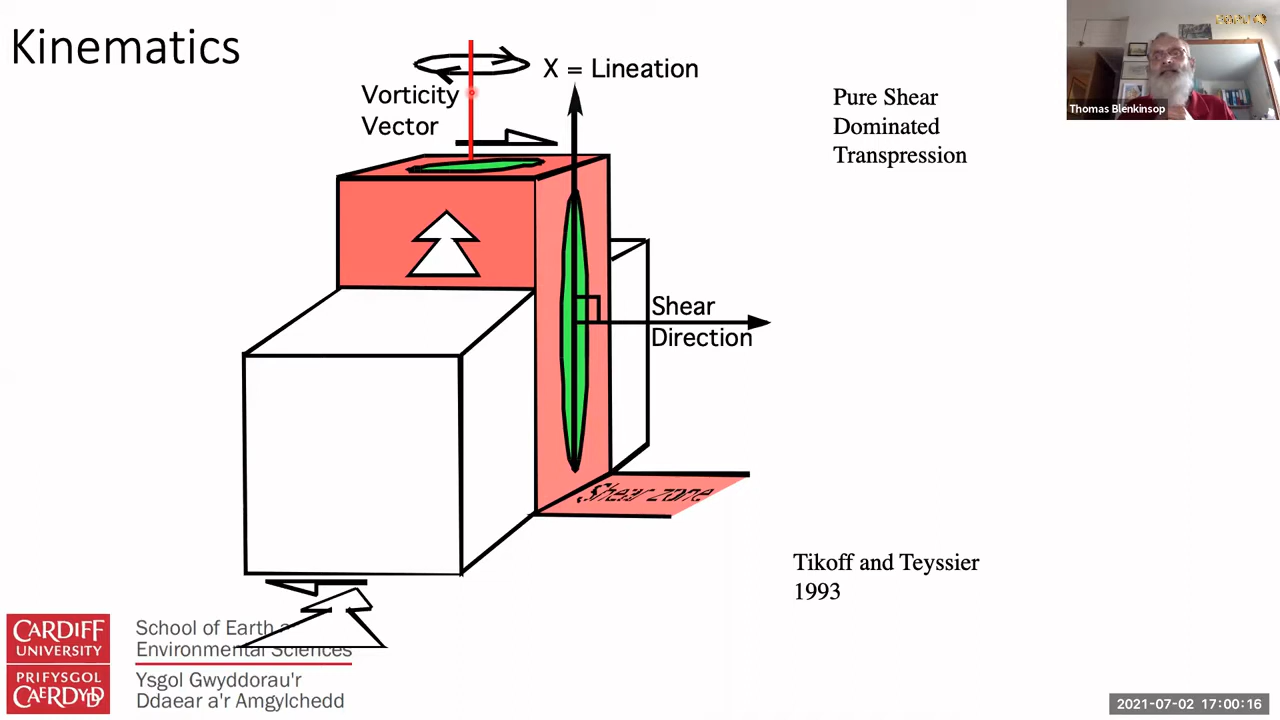 Kinematics
Vorticity
Vector
X = Lineation
Pure Shear
Dominated
Transpression
Thomas Blenkinsop
Shear
Direction
Shear zone
Tikoff and Teyssier
1993
CARDIFF
UNIVERSITY
PRIFYSGOL
CAERDYDD
School of Earth a
Environmental Sciences
Ysgol Gwyddorau'r
Ddaear a'r Amgylchedd
2021-07-02 17:00:16